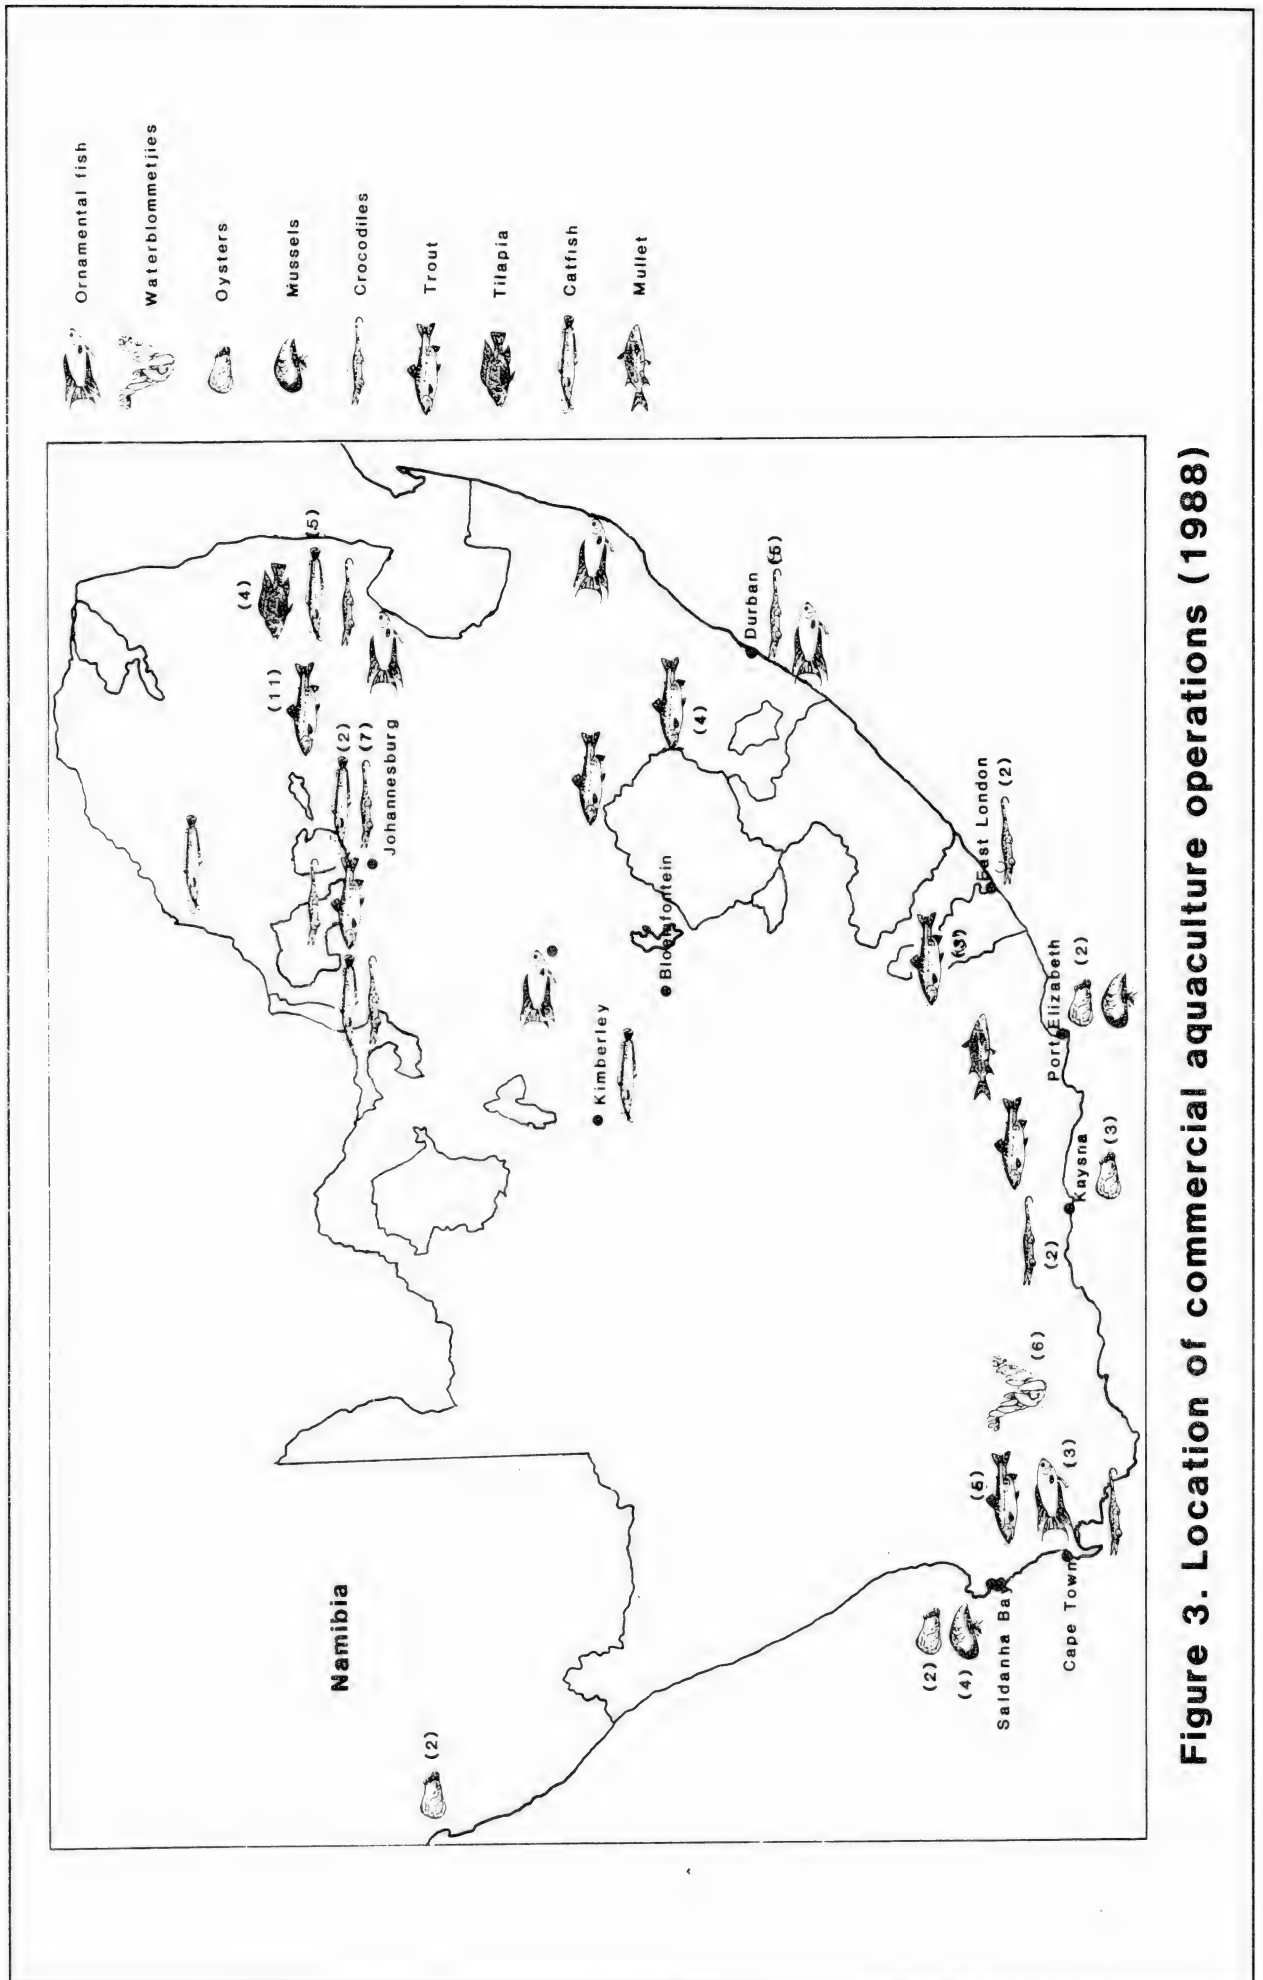 Ornamental fish
Waterblommetjies
Oysters
Mussels
Crocodiles
Trout
Tilapia
Catfish
Mullet
(4)
(5)
(11)
(2)
(7)
Johannesburg
Namibia
(2)
Kimberley
Bloemfontein
(4)
Durban
(5)
East London
(2)
(3)
Port Elizabeth
(2)
Knysna
(3)
(2)
(6)
(3)
(2)
(4)
Saldanha Bay
Cape Town
Figure 3. Location of commercial aquaculture operations (1988)